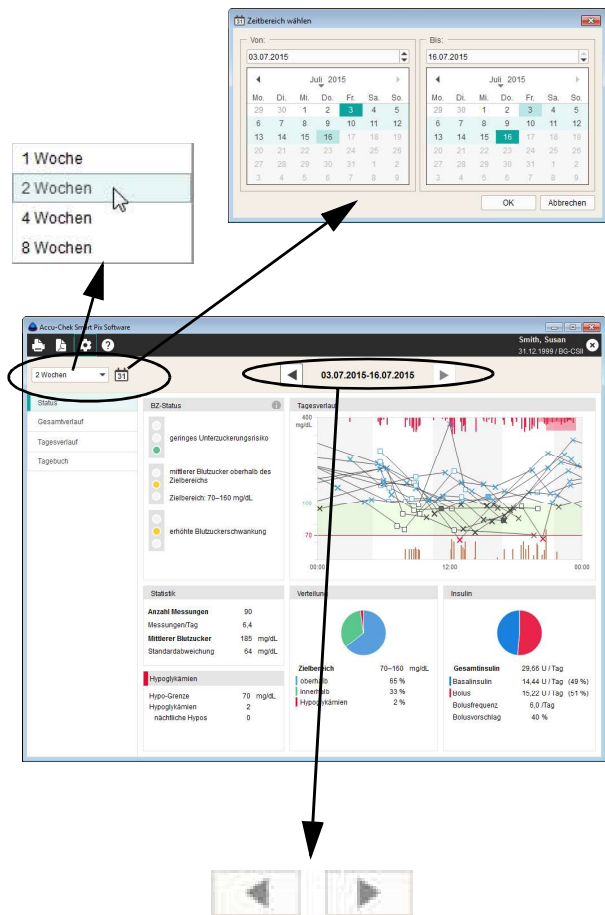 31 Zeitbereich wählen
Von:
03.07.2015
Juli 2015
Mo. Di. Mi. Do. Fr. Sa. So.
29 30 1 2 3 4 5
6 7 8 9 10 11 12
13 14 15 16 17 18 19
20 21 22 23 24 25 26
27 28 29 30 31 1 2
3 4 5 6 7 8 9
Bis:
16.07.2015
Juli 2015
Mo. Di. Mi. Do. Fr. Sa. So.
29 30 1 2 3 4 5
6 7 8 9 10 11 12
13 14 15 16 17 18 19
20 21 22 23 24 25 26
27 28 29 30 31 1 2
3 4 5 6 7 8 9
OK Abbrechen
1 Woche
2 Wochen
4 Wochen
8 Wochen
Accu-Chek Smart Pix Software
Smith, Susan
31.12.1999 / BG-CSII
2 Wochen
31
03.07.2015-16.07.2015
Status
Gesamtverlauf
Tagesverlauf
Tagebuch
BZ-Status
geringes Unterzuckerungsrisiko
mittlerer Blutzucker oberhalb des
Zielbereichs
Zielbereich: 70–160 mg/dL
erhöhte Blutzuckerschwankung
Tagesverlauf
400
mg/dL
160
70
00:00 12:00 00:00
Statistik
Anzahl Messungen 90
Messungen/Tag 6,4
Mittlerer Blutzucker 185 mg/dL
Standardabweichung 64 mg/dL
Hypoglykämien
Hypo-Grenze 70 mg/dL
Hypoglykämien 2
nächtliche Hypos 0
Verteilung
Zielbereich 70–160 mg/dL
oberhalb 65 %
innerhalb 33 %
Hypoglykämien 2 %
Insulin
Gesamtinsulin 29,66 U / Tag
Basalinsulin 14,44 U / Tag (49 %)
Bolus 15,22 U / Tag (51 %)
Bolusfrequenz 6,0 /Tag
Bolusvorschlag 40 %